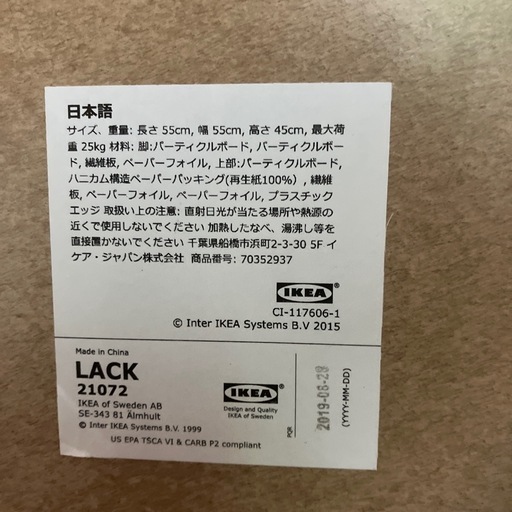 日本語
サイズ、重量: 長さ 55cm, 幅 55cm, 高さ 45cm, 最大荷
重 25kg 材料: 脚:パーティクルボード, パーティクルボー
ド, 繊維板, ペーパーフォイル, 上部:パーティクルボード,
ハニカム構造ペーパーパッキング(再生紙100%) , 繊維
板, ペーパーフォイル, ペーパーフォイル, プラスチック
エッジ 取扱い上の注意: 直射日光が当たる場所や熱源の
近くで使用しないでください 加熱したなべ、湯沸し等を
直接置かないでください 千葉県船橋市浜町2-3-30 5F イ
ケア・ジャパン株式会社 商品番号: 70352937
IKEA
CI-117606-1
© Inter IKEA Systems B.V 2015
Made in China
LACK
21072
IKEA of Sweden AB
SE-343 81 Älmhult
© Inter IKEA Systems B.V. 1999
US EPA TSCA VI & CARB P2 compliant
IKEA
Design and Quality
IKEA of Sweden
PQR
2019-06-29
(YYYY-MM-DD)